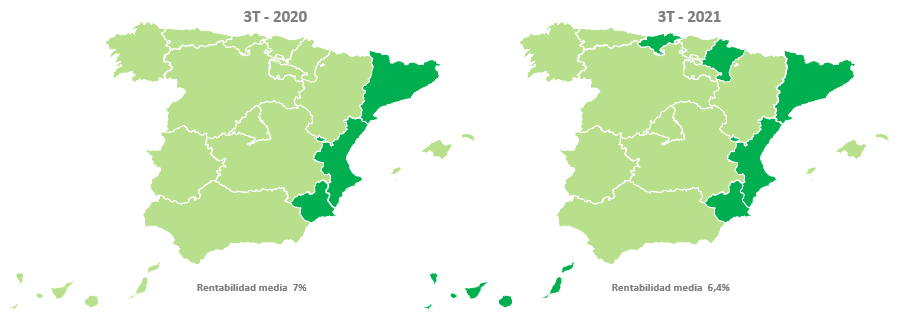 3T - 2020
3T - 2021
Rentabilidad media 7%
Rentabilidad media 6,4%